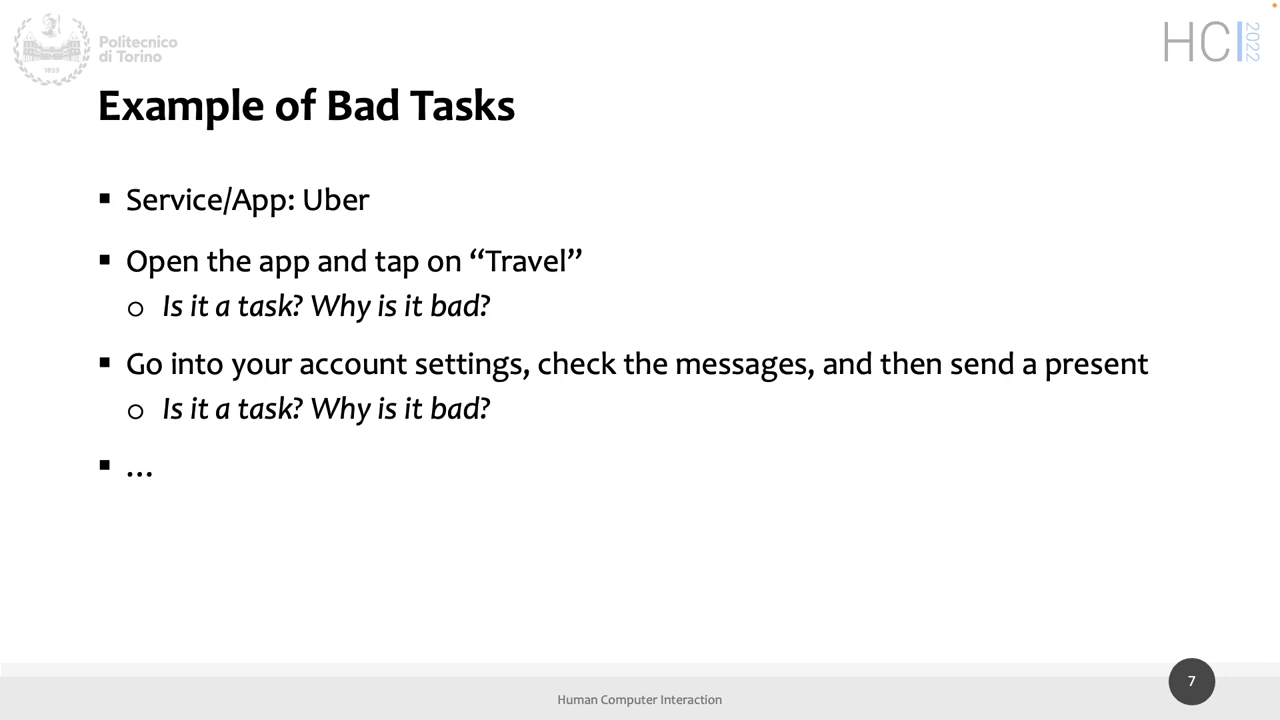 Politecnico
di Torino
1859
HCI 2022
Example of Bad Tasks
▪ Service/App: Uber
▪ Open the app and tap on “Travel”
o Is it a task? Why is it bad?
▪ Go into your account settings, check the messages, and then send a present
o Is it a task? Why is it bad?
▪ …
Human Computer Interaction
7